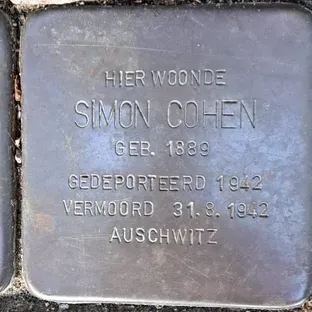 HIER WOONDE
SIMON COHEN
GEB. 1889
GEDEPORTEERD 1942
VERMOORD 31.8.1942
AUSCHWITZ